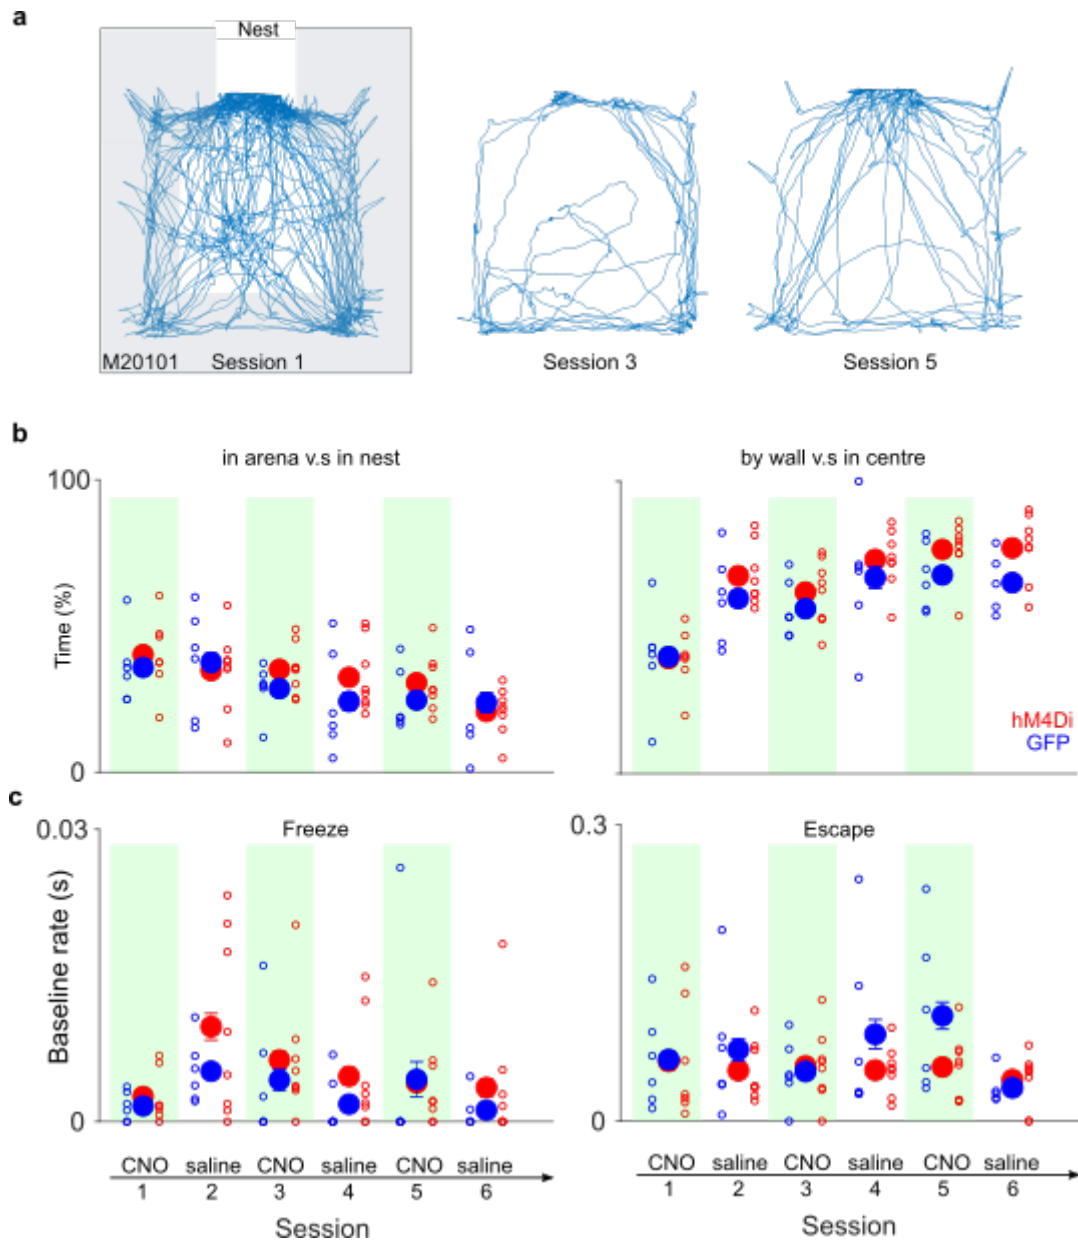 a
Nest
M20101 Session 1
Session 3
Session 5
b
in arena v.s in nest
by wall v.s in centre
100
Time (%)
0
hM4Di
GFP
c
Freeze
Escape
0.03
0.3
Baseline rate (s)
0
0
CNO saline CNO saline CNO saline
1 2 3 4 5 6
Session
CNO saline CNO saline CNO saline
1 2 3 4 5 6
Session